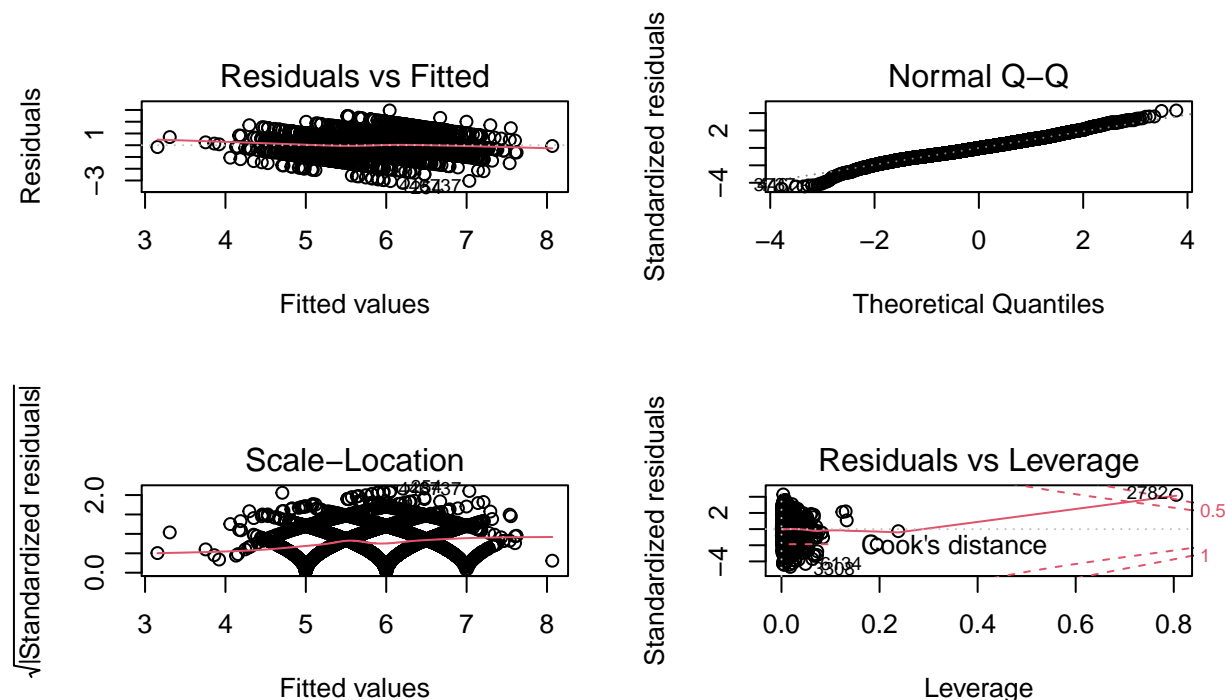 Residuals vs Fitted
Residuals
1
−3
3 4 5 6 7 8
Fitted values
Normal Q−Q
Standardized residuals
2
−4
−4 −2 0 2 4
Theoretical Quantiles
Scale−Location
√|Standardized residuals|
2.0
0.0
3 4 5 6 7 8
Fitted values
Residuals vs Leverage
Standardized residuals
2
−4
2782
0.5
Cook's distance
1
6134
3308
0.0 0.2 0.4 0.6 0.8
Leverage